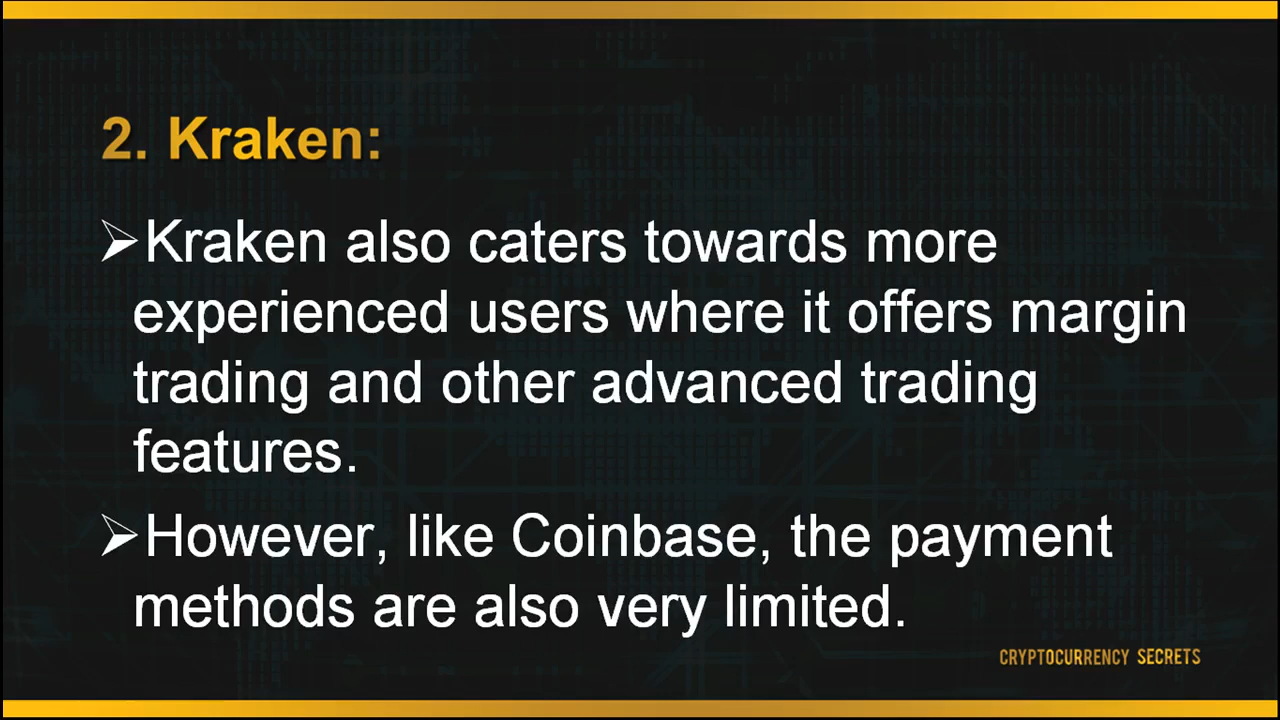 2. Kraken:
➢Kraken also caters towards more
experienced users where it offers margin
trading and other advanced trading
features.
➢However, like Coinbase, the payment
methods are also very limited.
CRYPTOCURRENCY SECRETS